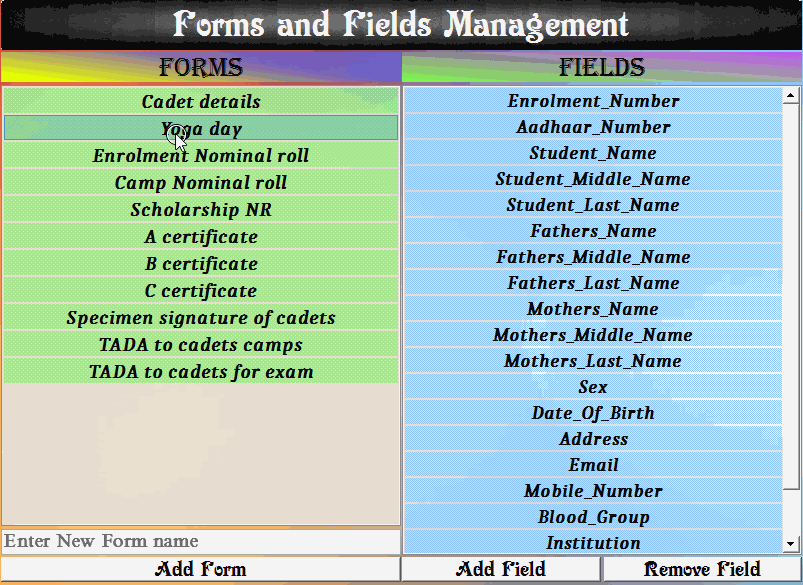 Forms and Fields Management
FORMS
Cadet details
Yoga day
Enrolment Nominal roll
Camp Nominal roll
Scholarship NR
A certificate
B certificate
C certificate
Specimen signature of cadets
TADA to cadets camps
TADA to cadets for exam
Enter New Form name
Add Form
FIELDS
Enrolment_Number
Aadhaar_Number
Student_Name
Student_Middle_Name
Student_Last_Name
Fathers_Name
Fathers_Middle_Name
Fathers_Last_Name
Mothers_Name
Mothers_Middle_Name
Mothers_Last_Name
Sex
Date_Of_Birth
Address
Email
Mobile_Number
Blood_Group
Institution
Add Field
Remove Field